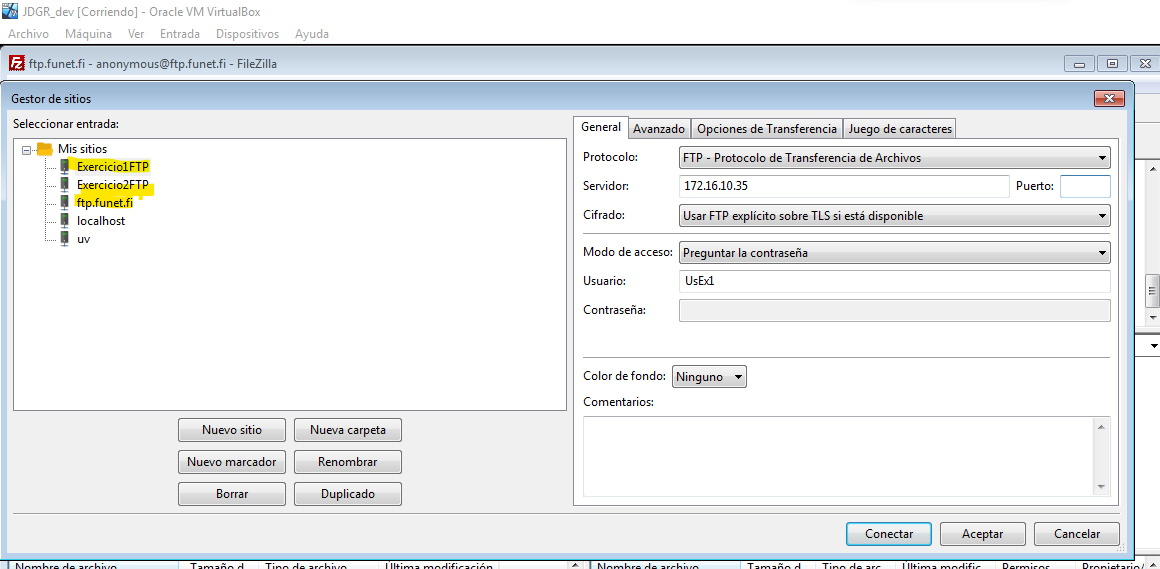 JDGR_dev [Corriendo] - Oracle VM VirtualBox
Archivo Máquina Ver Entrada Dispositivos Ayuda
ftp.funet.fi - anonymous@ftp.funet.fi - FileZilla
Gestor de sitios
Seleccionar entrada:
Mis sitios
Exercicio1FTP
Exercicio2FTP
ftp.funet.fi
localhost
uv
Nuevo sitio Nueva carpeta
Nuevo marcador Renombrar
Borrar Duplicado
General Avanzado Opciones de Transferencia Juego de caracteres
Protocolo: FTP - Protocolo de Transferencia de Archivos
Servidor: 172.16.10.35 Puerto:
Cifrado: Usar FTP explícito sobre TLS si está disponible
Modo de acceso: Preguntar la contraseña
Usuario: UsEx1
Contraseña:
Color de fondo: Ninguno
Comentarios:
Conectar Aceptar Cancelar
Nombre de archivo Tamaño d... Tipo de archivo Última modificación Nombre de archivo Tamaño d... Tipo de arc... Última modific... Permisos Propietario/